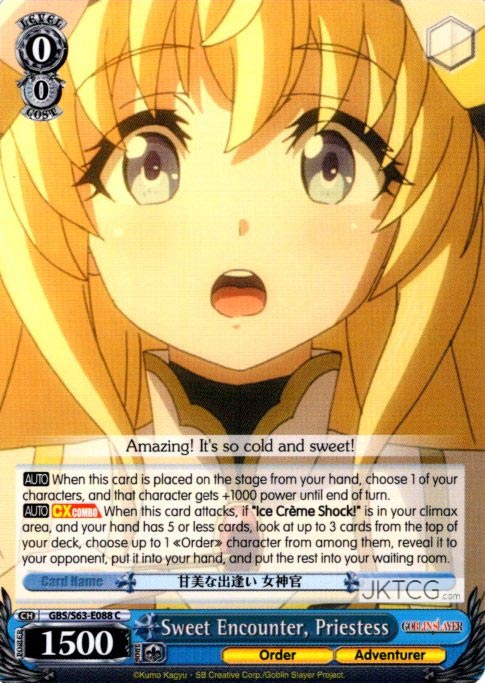 LEVEL
0
0
COST
Amazing! It's so cold and sweet!
AUTO When this card is placed on the stage from your hand, choose 1 of your
characters, and that character gets +1000 power until end of turn.
AUTO CXCOMBO When this card attacks, if "Ice Crème Shock!" is in your climax
area, and your hand has 5 or less cards, look at up to 3 cards from the top of
your deck, choose up to 1 «Order» character from among them, reveal it to
your opponent, put it into your hand, and put the rest into your waiting room.
Card Name
甘美な出逢い 女神官
JKTCG.com
CH GBS/S63-E088 C
POWER 1500 SOUL
Sweet Encounter, Priestess
GOBLIN SLAYER
Order Adventurer
©Kumo Kagyu - SB Creative Corp./Goblin Slayer Project.